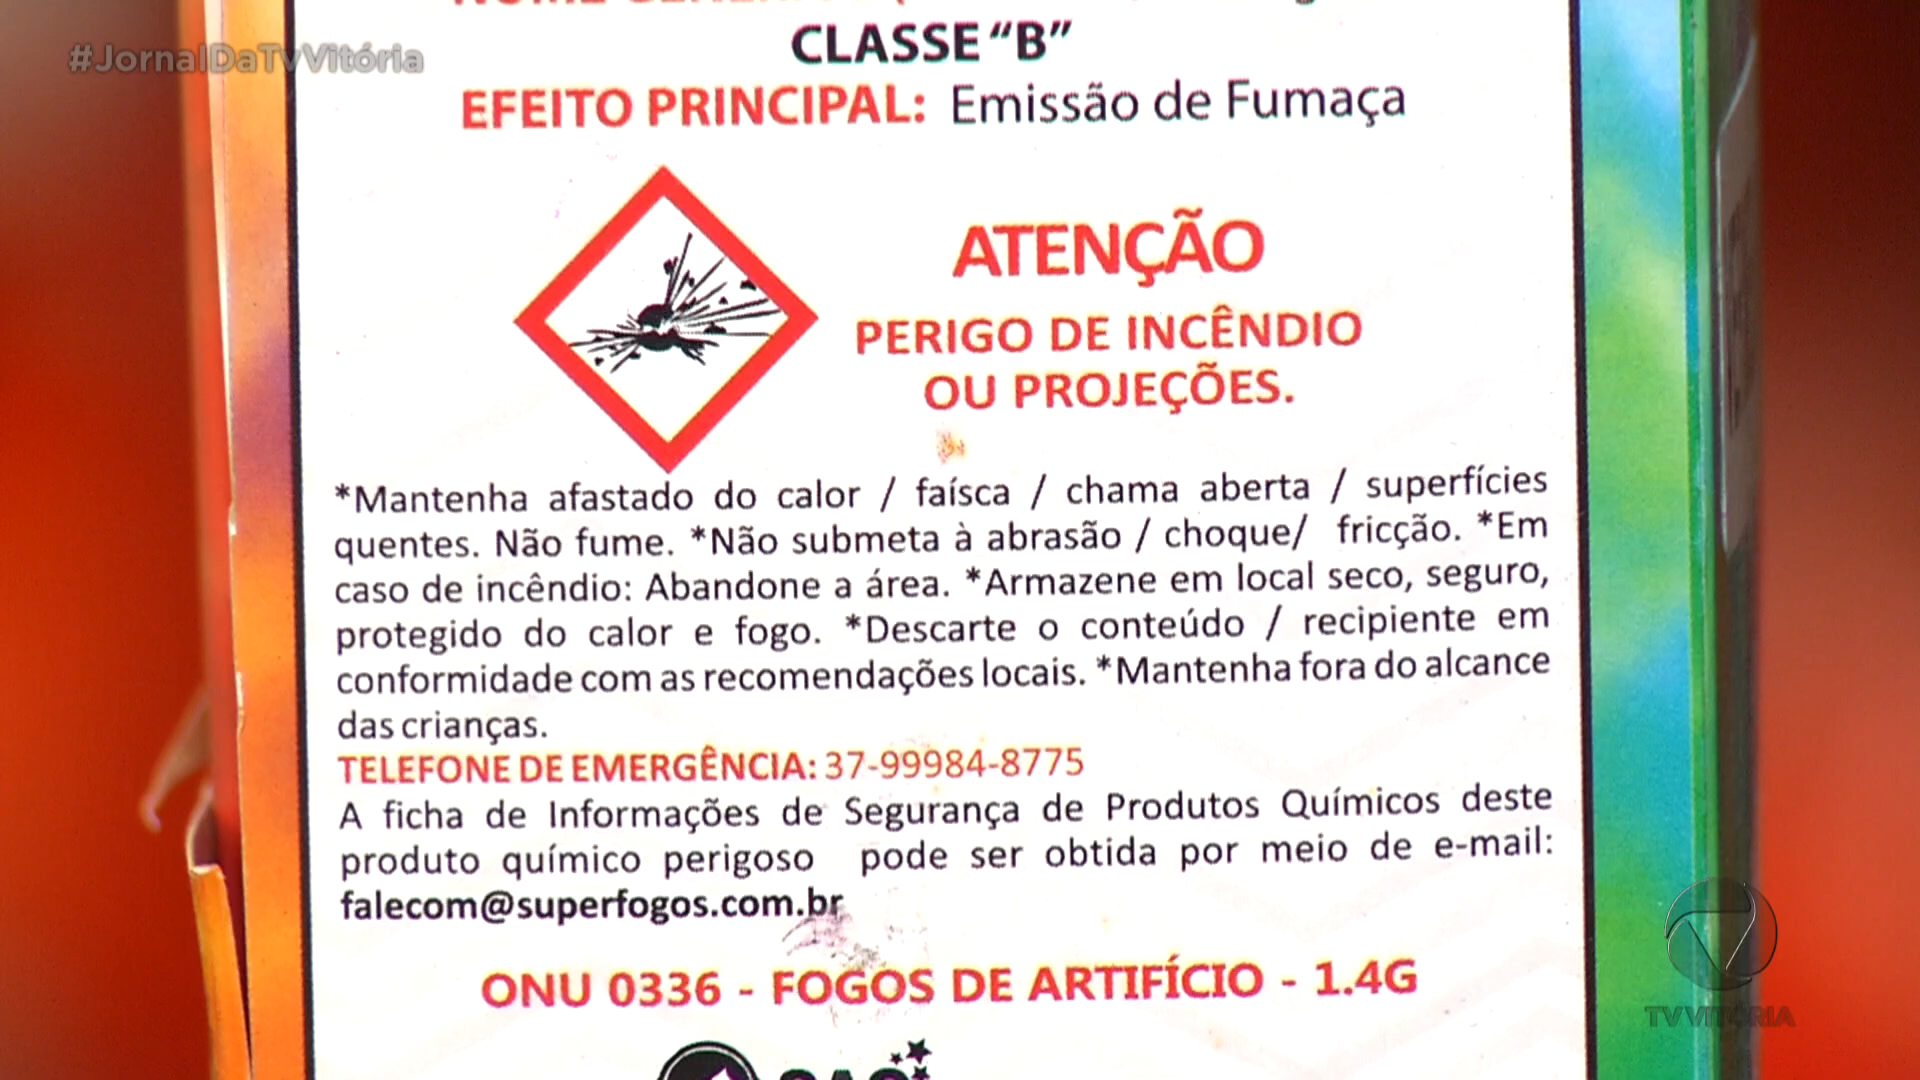 #JornalDaTvVitória
CLASSE “B”
EFEITO PRINCIPAL: Emissão de Fumaça
ATENÇÃO
PERIGO DE INCÊNDIO
OU PROJEÇÕES.
*Mantenha afastado do calor / faísca / chama aberta / superfícies
quentes. Não fume. *Não submeta à abrasão / choque/ fricção. *Em
caso de incêndio: Abandone a área. *Armazene em local seco, seguro,
protegido do calor e fogo. *Descarte o conteúdo / recipiente em
conformidade com as recomendações locais. *Mantenha fora do alcance
das crianças.
TELEFONE DE EMERGÊNCIA: 37-99984-8775
A ficha de Informações de Segurança de Produtos Químicos deste
produto químico perigoso pode ser obtida por meio de e-mail:
falecom@superfogos.com.br
ONU 0336 - FOGOS DE ARTIFÍCIO - 1.4G
TV VITÓRIA